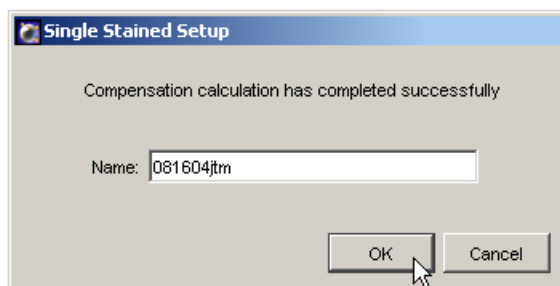 Single Stained Setup
Compensation calculation has completed successfully
Name: 081604jtm
OK Cancel